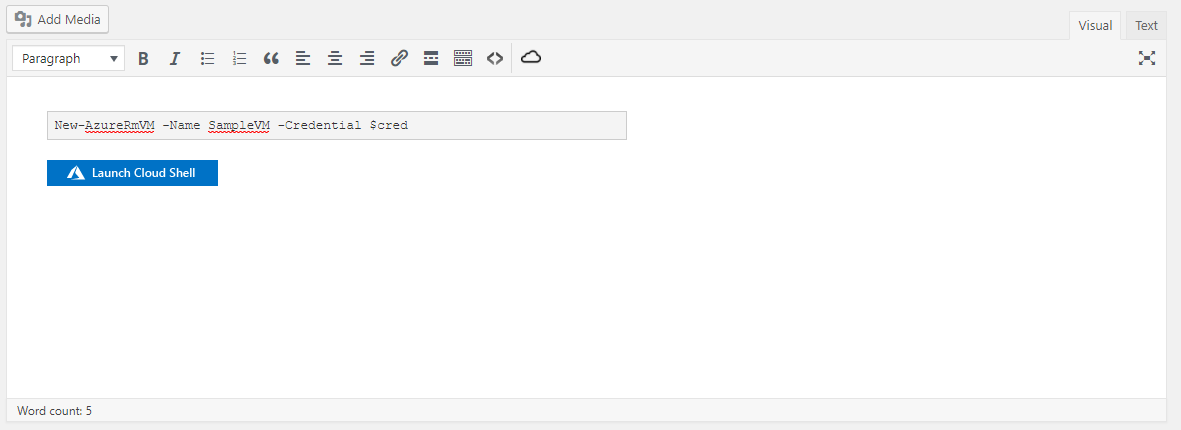 Add Media
Visual Text
Paragraph
New-AzureRmVM -Name SampleVM -Credential $cred
Launch Cloud Shell
Word count: 5